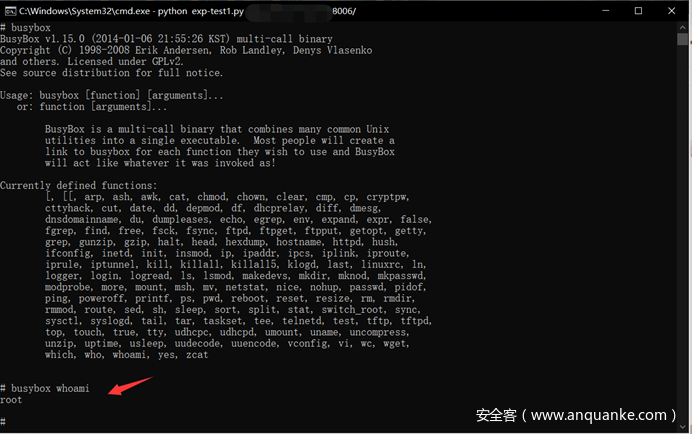 C:\Windows\System32\cmd.exe - python exp-test1.py 8006/
# busybox
BusyBox v1.15.0 (2014-01-06 21:55:26 KST) multi-call binary
Copyright (C) 1998-2008 Erik Andersen, Rob Landley, Denys Vlasenko
and others. Licensed under GPLv2.
See source distribution for full notice.
Usage: busybox [function] [arguments]...
or: function [arguments]...
BusyBox is a multi-call binary that combines many common Unix
utilities into a single executable.  Most people will create a
link to busybox for each function they wish to use and BusyBox
will act like whatever it was invoked as!
Currently defined functions:
[, [[, arp, ash, awk, cat, chmod, chown, clear, cmp, cp, cryptpw,
cttyhack, cut, date, dd, depmod, df, dhcprelay, diff, dmesg,
dnsdomainname, du, dumpleases, echo, egrep, env, expand, expr, false,
fgrep, find, free, fsck, fsync, ftpd, ftpget, ftpput, getopt, getty,
grep, gunzip, gzip, halt, head, hexdump, hostname, httpd, hush,
ifconfig, inetd, init, insmod, ip, ipaddr, ipcs, iplink, iproute,
iprule, iptunnel, kill, killall, killall5, klogd, last, linuxrc, ln,
logger, login, logread, ls, lsmod, makedevs, mkdir, mknod, mkpasswd,
modprobe, more, mount, msh, mv, netstat, nice, nohup, passwd, pidof,
ping, poweroff, printf, ps, pwd, reboot, reset, resize, rm, rmdir,
rmmod, route, sed, sh, sleep, sort, split, stat, switch_root, sync,
sysctl, syslogd, tail, tar, taskset, tee, telnetd, test, tftp, tftpd,
top, touch, true, tty, udhcpc, udhcpd, umount, uname, uncompress,
unzip, uptime, usleep, uudecode, uuencode, vconfig, vi, wc, wget,
which, who, whoami, yes, zcat
# busybox whoami
root
#
安全客（www.anquanke.com）